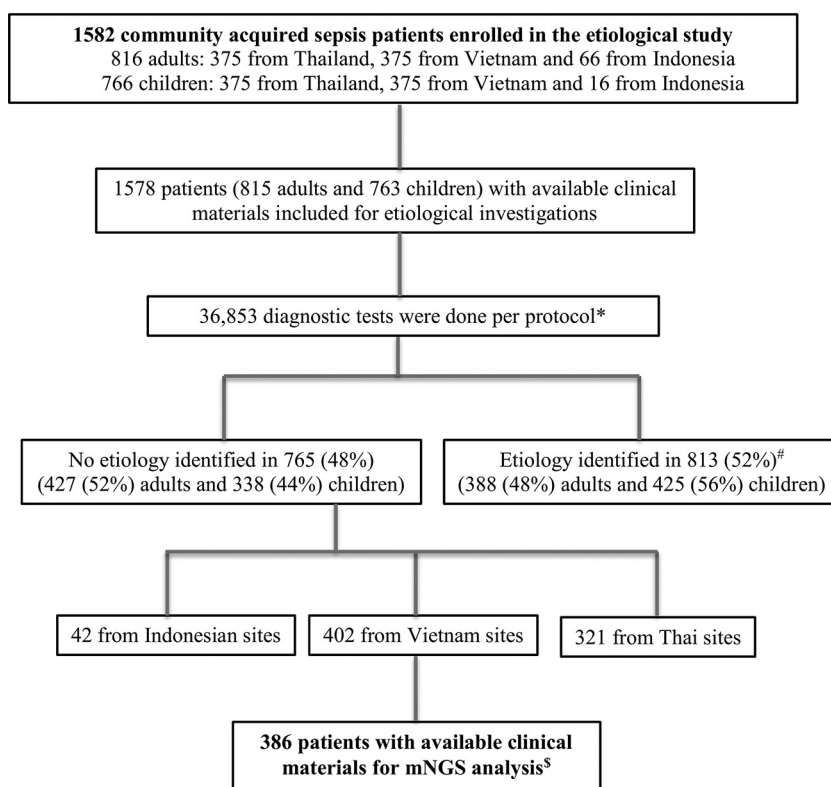 1582 community acquired sepsis patients enrolled in the etiological study
816 adults: 375 from Thailand, 375 from Vietnam and 66 from Indonesia
766 children: 375 from Thailand, 375 from Vietnam and 16 from Indonesia
1578 patients (815 adults and 763 children) with available clinical
materials included for etiological investigations
36,853 diagnostic tests were done per protocol*
No etiology identified in 765 (48%)
(427 (52%) adults and 338 (44%) children)
Etiology identified in 813 (52%)#
(388 (48%) adults and 425 (56%) children)
42 from Indonesian sites
402 from Vietnam sites
321 from Thai sites
386 patients with available clinical
materials for mNGS analysis$